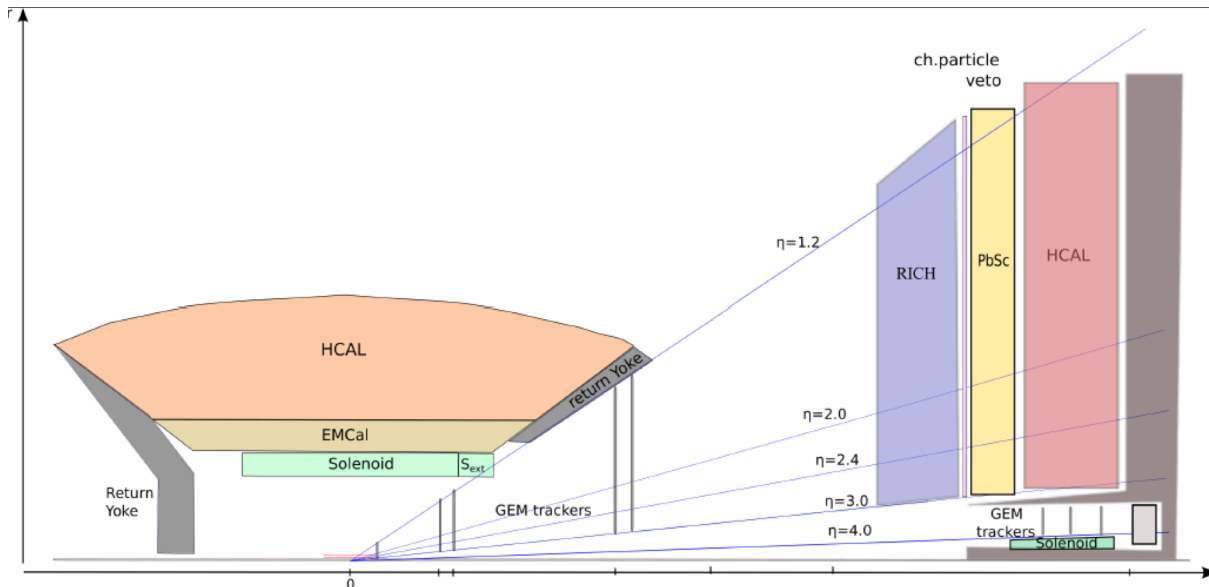 r
ch.particle
veto
η=1.2
RICH
PbSc
HCAL
HCAL
return Yoke
η=2.0
EMCal
Solenoid
Sext
η=2.4
Return
Yoke
GEM trackers
η=3.0
GEM
trackers
η=4.0
Solenoid
0